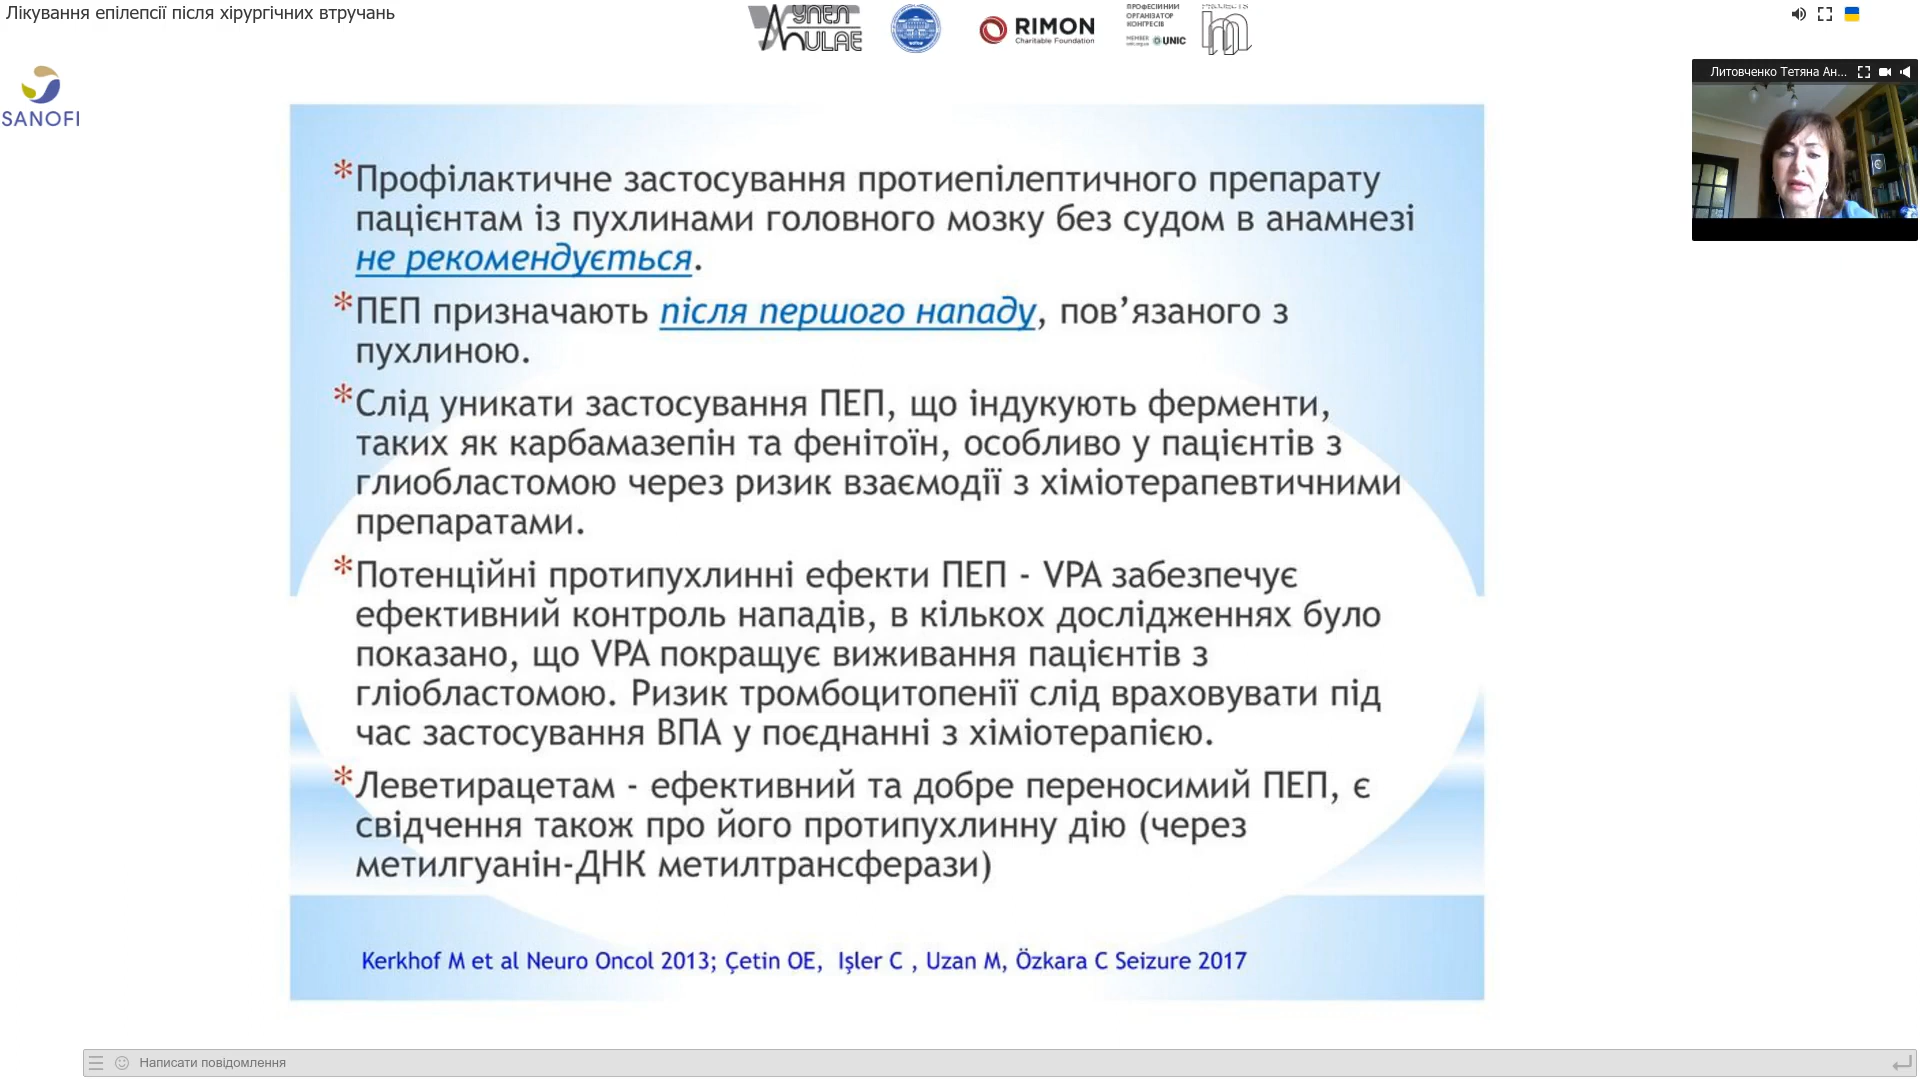 Лікування епілепсії після хірургічних втручань
УПЕЛ
ULAE
RIMON
Charitable Foundation
ПРОФЕСІЙНИЙ
ОРГАНІЗАТОР
КОНГРЕСІВ
UNIC
SANOFI
Литовченко Тетяна Ан...
*Профілактичне застосування протиепілептичного препарату
пацієнтам із пухлинами головного мозку без судом в анамнезі
не рекомендується.
*ПЕП призначають після першого нападу, пов’язаного з
пухлиною.
*Слід уникати застосування ПЕП, що індукують ферменти,
таких як карбамазепін та фенітоїн, особливо у пацієнтів з
глиобластомою через ризик взаємодії з хіміотерапевтичними
препаратами.
*Потенційні протипухлинні ефекти ПЕП - VPA забезпечує
ефективний контроль нападів, в кількох дослідженнях було
показано, що VPA покращує виживання пацієнтів з
гліобластомою. Ризик тромбоцитопенії слід враховувати під
час застосування ВПА у поєднанні з хіміотерапією.
*Леветирацетам - ефективний та добре переносимий ПЕП, є
свідчення також про його протипухлинну дію (через
метилгуанін-ДНК метилтрансферази)
Kerkhof M et al Neuro Oncol 2013; Çetin OE, Işler C , Uzan M, Özkara C Seizure 2017
Написати повідомлення